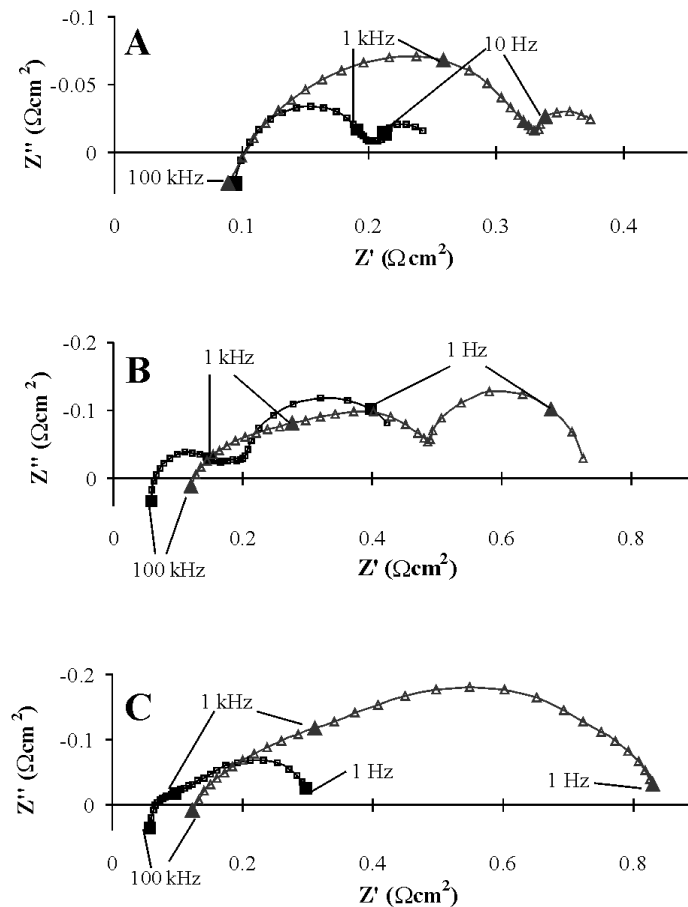 A
-0.1
-0.05
0
Z'' (Ωcm²)
1 kHz
10 Hz
100 kHz
0
0.1
0.2
0.3
0.4
Z' (Ωcm²)
B
-0.2
-0.1
0
Z'' (Ωcm²)
1 kHz
1 Hz
0
0.2
0.4
0.6
0.8
100 kHz
Z' (Ωcm²)
C
-0.2
-0.1
0
Z'' (Ωcm²)
1 kHz
1 Hz
1 Hz
0
0.2
0.4
0.6
0.8
100 kHz
Z' (Ωcm²)